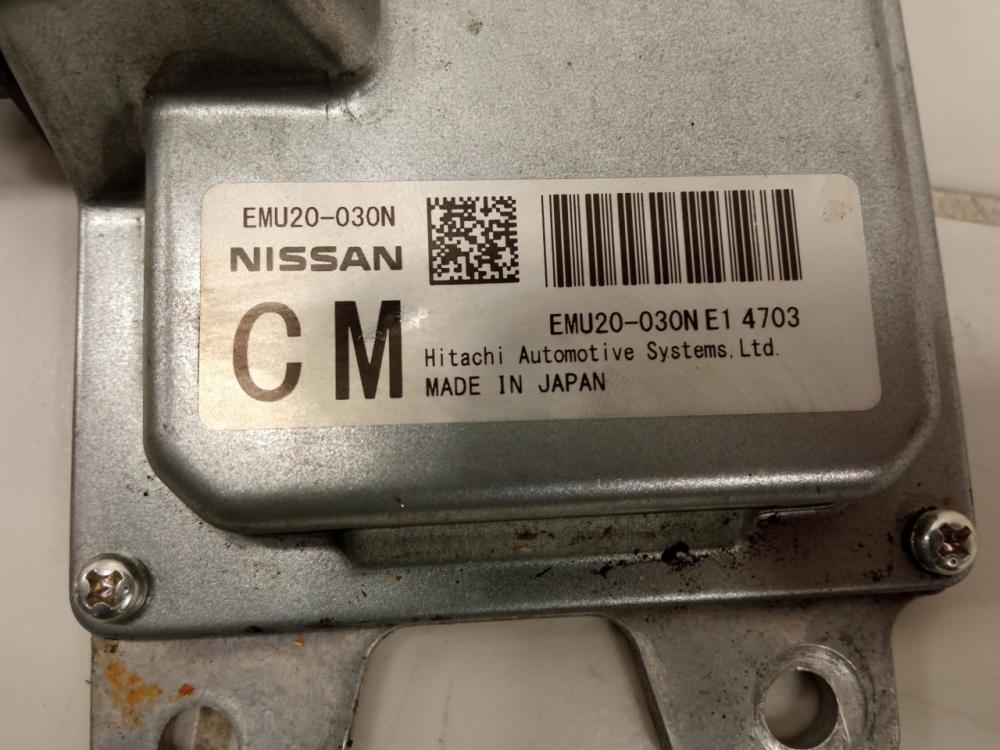 EMU20-030N
NISSAN
CM
EMU20-030N E1 4703
Hitachi Automotive Systems,Ltd.
MADE IN JAPAN